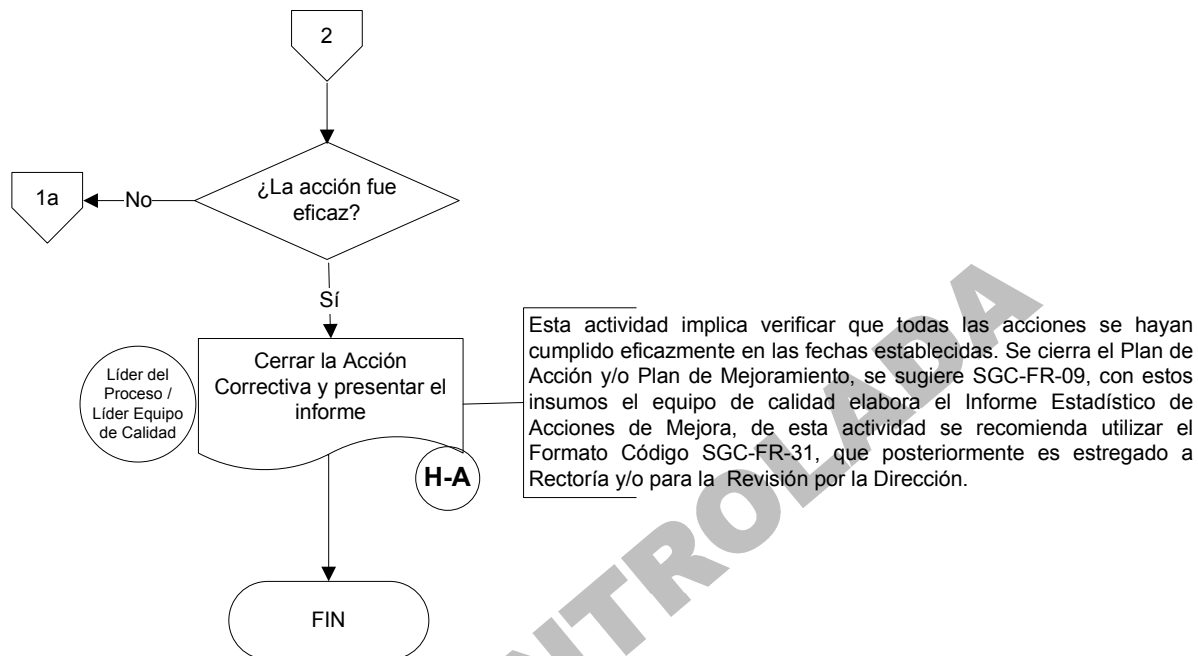 2
¿La acción fue
eficaz?
No
1a
Sí
Líder del
Proceso /
Líder Equipo
de Calidad
Cerrar la Acción
Correctiva y presentar el
informe
H-A
Esta actividad implica verificar que todas las acciones se hayan
cumplido eficazmente en las fechas establecidas. Se cierra el Plan de
Acción y/o Plan de Mejoramiento, se sugiere SGC-FR-09, con estos
insumos el equipo de calidad elabora el Informe Estadístico de
Acciones de Mejora, de esta actividad se recomienda utilizar el
Formato Código SGC-FR-31, que posteriormente es estregado a
Rectoría y/o para la Revisión por la Dirección.
FIN
NTROLADA